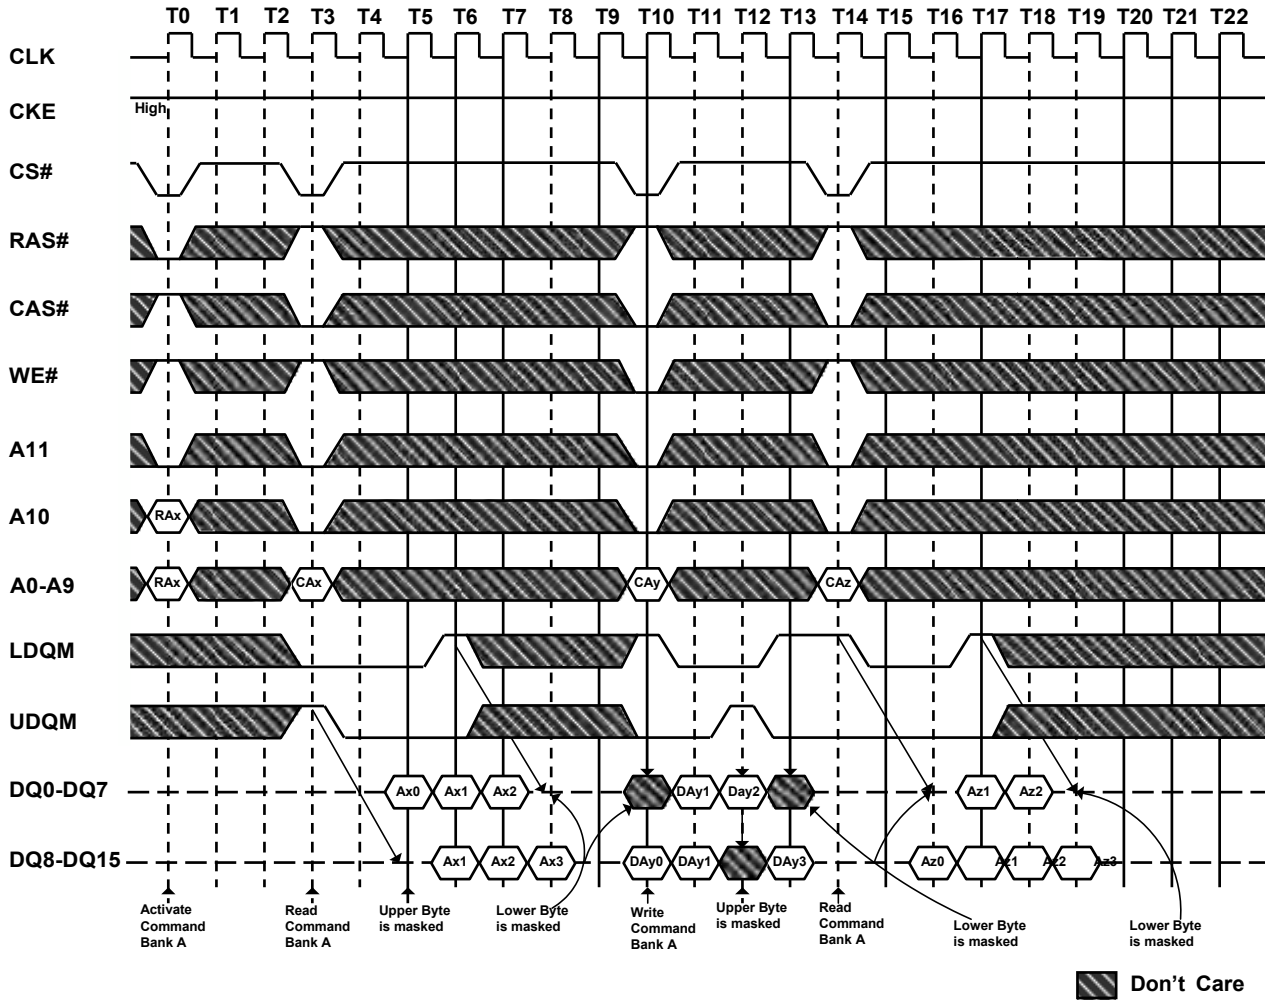 T0 T1 T2 T3 T4 T5 T6 T7 T8 T9 T10 T11 T12 T13 T14 T15 T16 T17 T18 T19 T20 T21 T22
CLK
CKE High
CS#
RAS#
CAS#
WE#
A11
A10 RAx
A0-A9 RAx CAx CAy CAz
LDQM
UDQM
DQ0-DQ7 Ax0 Ax1 Ax2 DAy1 Day2 Az1 Az2
DQ8-DQ15 Ax1 Ax2 Ax3 DAy0 DAy1 DAy3 Az0 Az1 Az2 Az3
Activate
Command
Bank A
Read
Command
Bank A
Upper Byte
is masked
Lower Byte
is masked
Write
Command
Bank A
Upper Byte
is masked
Read
Command
Bank A
Lower Byte
is masked
Lower Byte
is masked
Don't Care